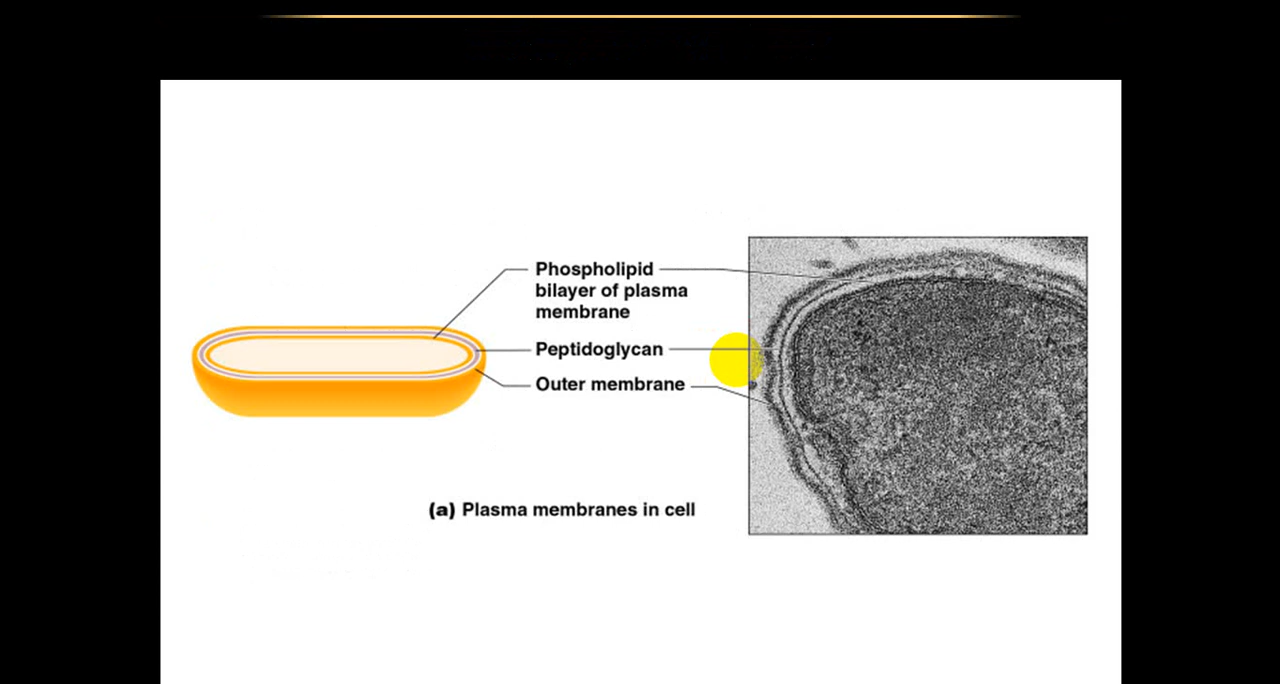 Phospholipid
bilayer of plasma
membrane
Peptidoglycan
Outer membrane
(a) Plasma membranes in cell